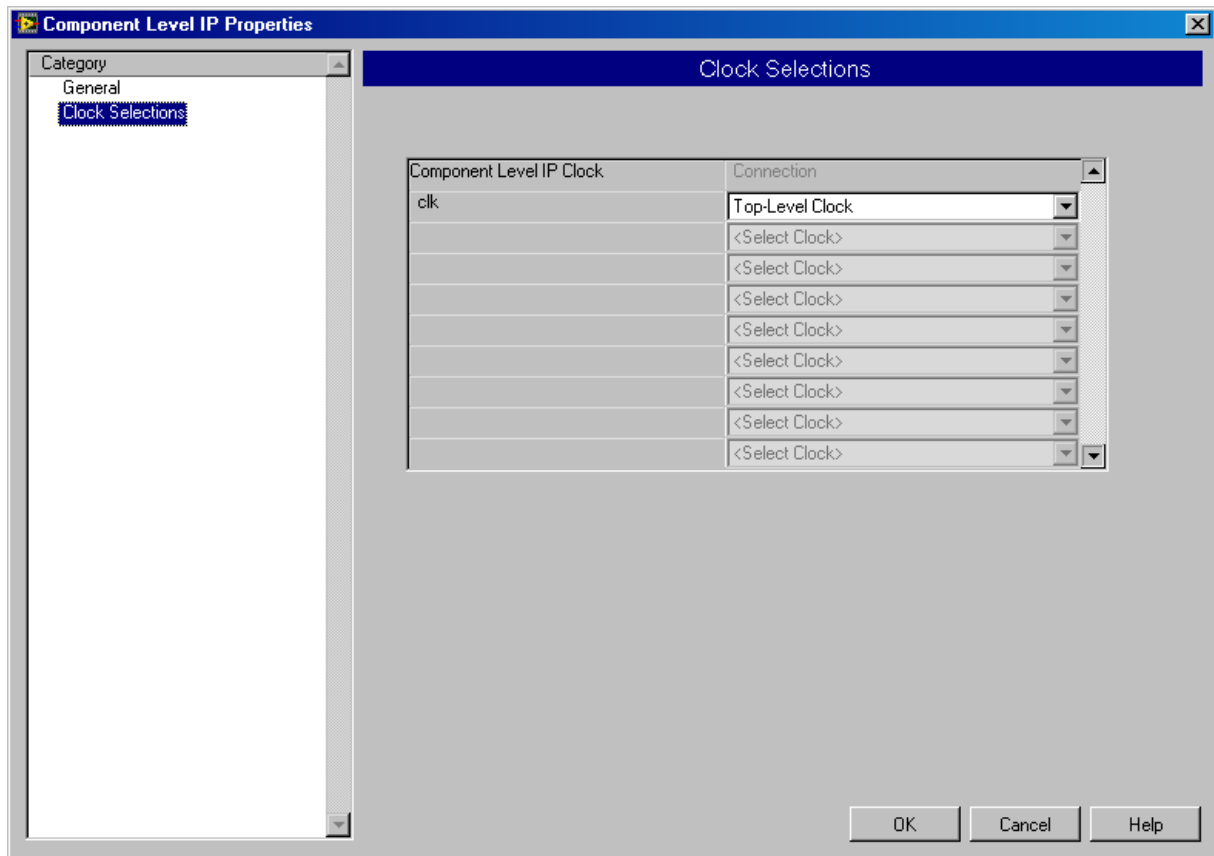 Component Level IP Properties
Category
General
Clock Selections
Clock Selections
Component Level IP Clock Connection
clk Top-Level Clock
<Select Clock>
<Select Clock>
<Select Clock>
<Select Clock>
<Select Clock>
<Select Clock>
<Select Clock>
<Select Clock>
OK Cancel Help